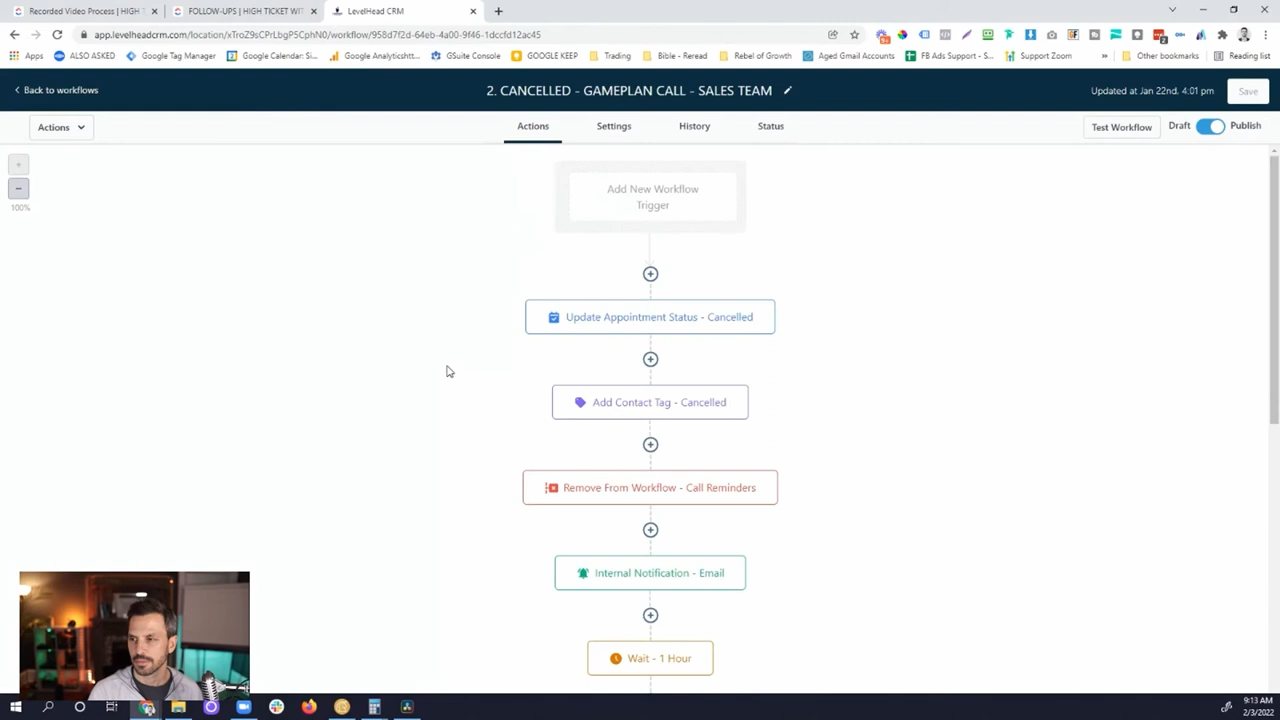 Recorded Video Process | HIGH T
FOLLOW-UPS | HIGH TICKET WIT
LevelHead CRM
app.levelheadcrm.com/location/xTroZ9sCPrLbgP5CphN0/workflow/958d7f2d-64eb-4a00-9f46-1dccfd12ac45
Apps
ALSO ASKED
Google Tag Manager
Google Calendar: Si...
Google Analyticshtt...
GSuite Console
GOOGLE KEEP
Trading
Bible - Reread
Rebel of Growth
Aged Gmail Accounts
FB Ads Support - S...
Support Zoom
Other bookmarks
Reading list
Back to workflows
2. CANCELLED - GAMEPLAN CALL - SALES TEAM
Updated at Jan 22nd, 4:01 pm
Save
Actions
Actions
Settings
History
Status
Test Workflow
Draft
Publish
100%
Add New Workflow
Trigger
Update Appointment Status - Cancelled
Add Contact Tag - Cancelled
Remove From Workflow - Call Reminders
Internal Notification - Email
Wait - 1 Hour
9:13 AM
2/3/2022